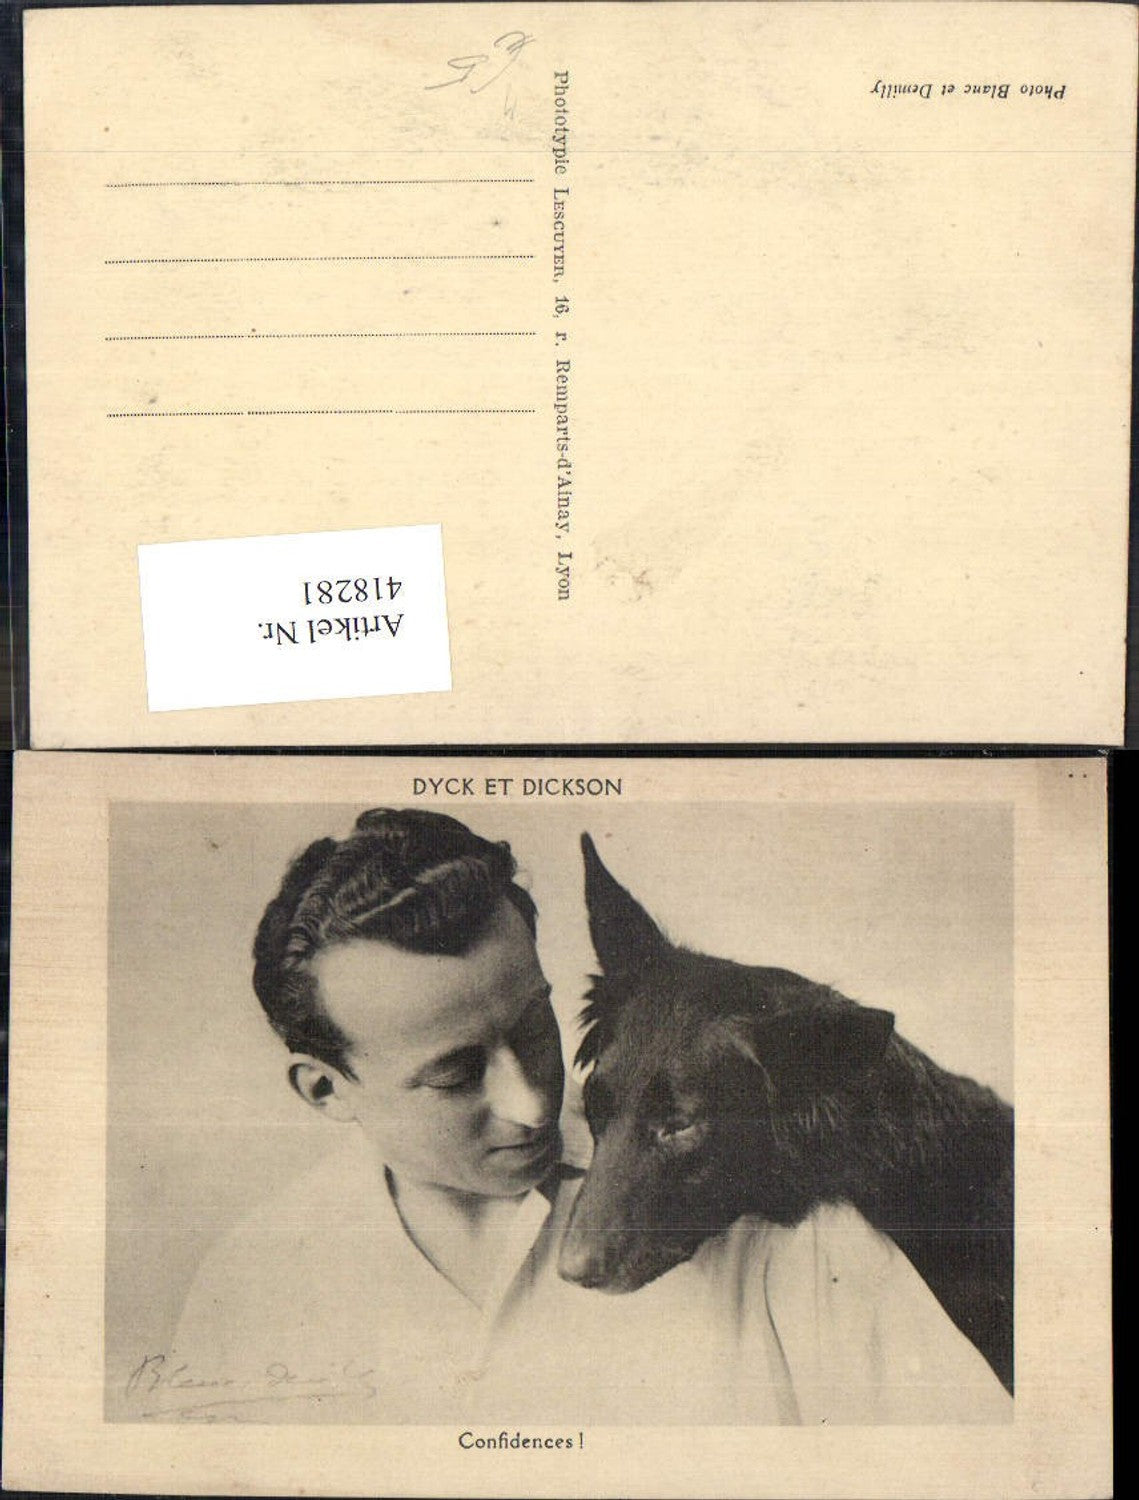 Photo Blanc et Demilly
Phototypie LESCUYER, 16, r. Remparts-d'Ainay, Lyon
Artikel Nr.
418281
DYCK ET DICKSON
Confidences !